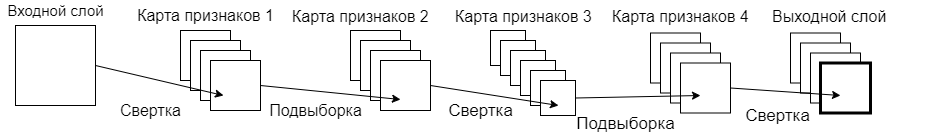 Входной слой
Карта признаков 1
Карта признаков 2
Карта признаков 3
Карта признаков 4
Выходной слой
Свертка
Подвыборка
Свертка
Подвыборка
Свертка